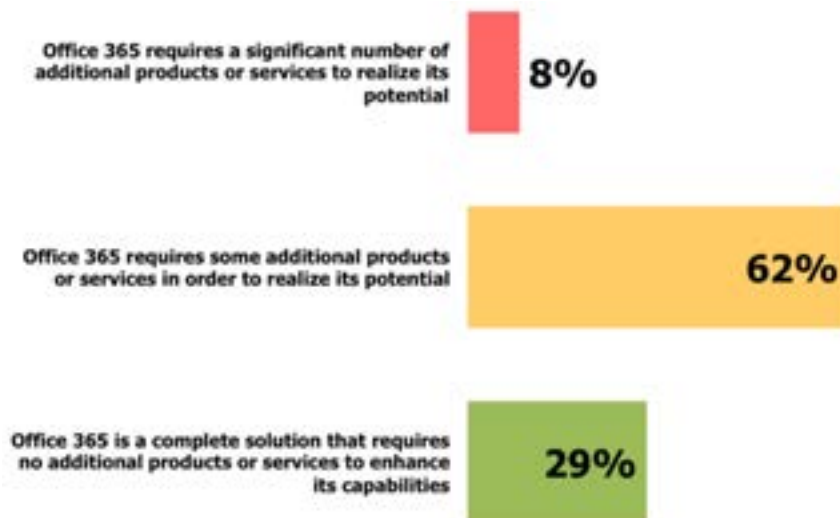 Office 365 requires a significant number of
additional products or services to realize its
potential
8%
Office 365 requires some additional products
or services in order to realize its potential
62%
Office 365 is a complete solution that requires
no additional products or services to enhance
its capabilities
29%